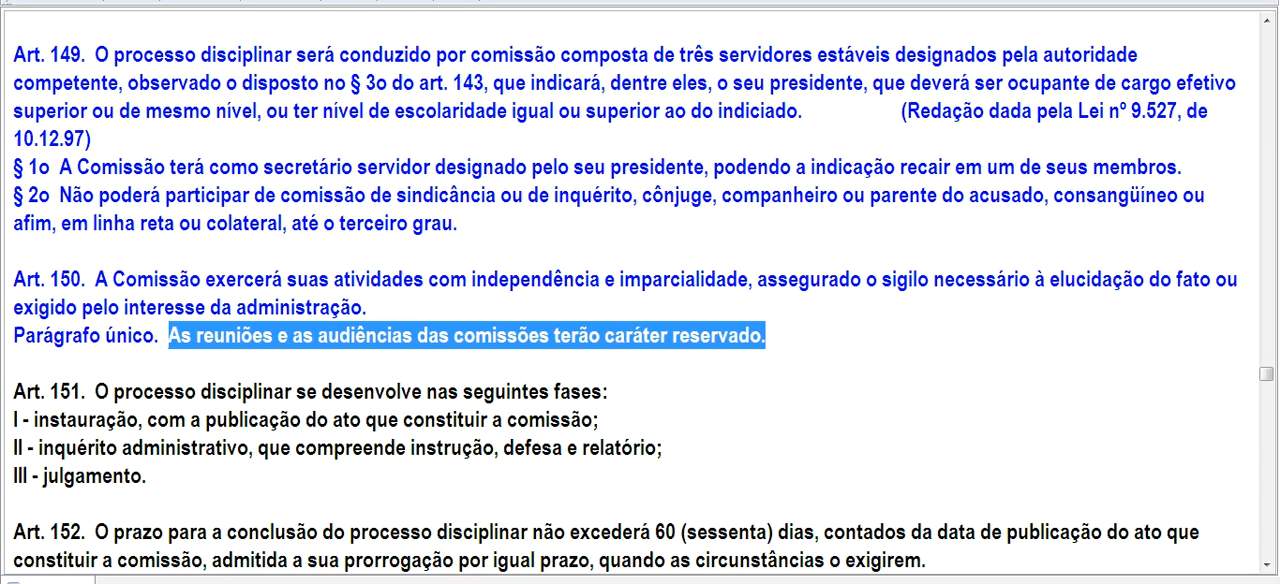 Art. 149.  O processo disciplinar será conduzido por comissão composta de três servidores estáveis designados pela autoridade
competente, observado o disposto no § 3o do art. 143, que indicará, dentre eles, o seu presidente, que deverá ser ocupante de cargo efetivo
superior ou de mesmo nível, ou ter nível de escolaridade igual ou superior ao do indiciado.                (Redação dada pela Lei nº 9.527, de
10.12.97)
§ 1o  A Comissão terá como secretário servidor designado pelo seu presidente, podendo a indicação recair em um de seus membros.
§ 2o  Não poderá participar de comissão de sindicância ou de inquérito, cônjuge, companheiro ou parente do acusado, consangüíneo ou
afim, em linha reta ou colateral, até o terceiro grau.
Art. 150.  A Comissão exercerá suas atividades com independência e imparcialidade, assegurado o sigilo necessário à elucidação do fato ou
exigido pelo interesse da administração.
Parágrafo único.  As reuniões e as audiências das comissões terão caráter reservado.
Art. 151.  O processo disciplinar se desenvolve nas seguintes fases:
I - instauração, com a publicação do ato que constituir a comissão;
II - inquérito administrativo, que compreende instrução, defesa e relatório;
III - julgamento.
Art. 152.  O prazo para a conclusão do processo disciplinar não excederá 60 (sessenta) dias, contados da data de publicação do ato que
constituir a comissão, admitida a sua prorrogação por igual prazo, quando as circunstâncias o exigirem.